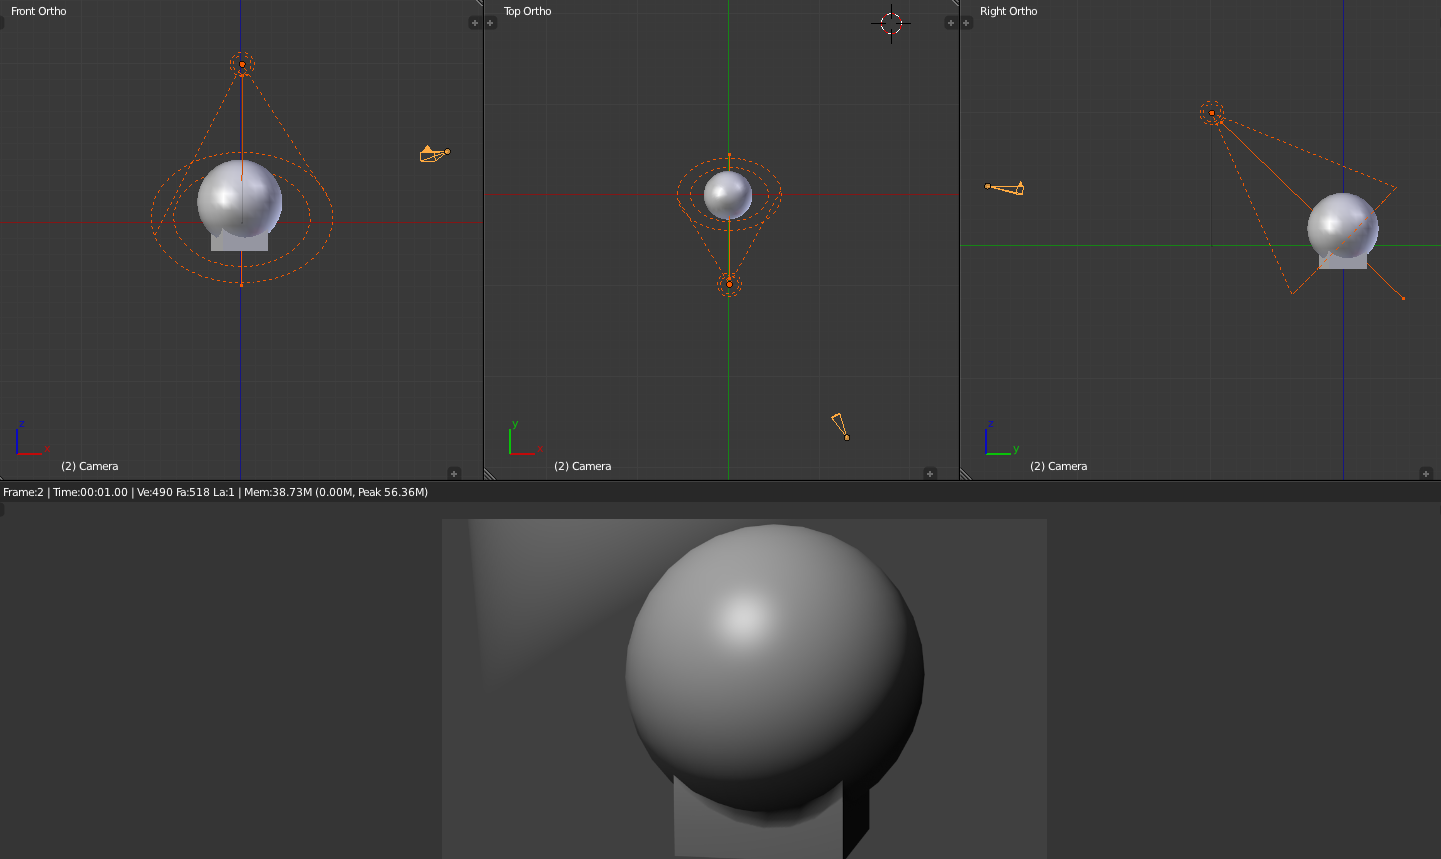 Front Ortho
Top Ortho
Right Ortho
z
x
(2) Camera
y
x
(2) Camera
z
y
(2) Camera
Frame:2 | Time:00:01.00 | Ve:490 Fa:518 La:1 | Mem:38.73M (0.00M, Peak 56.36M)